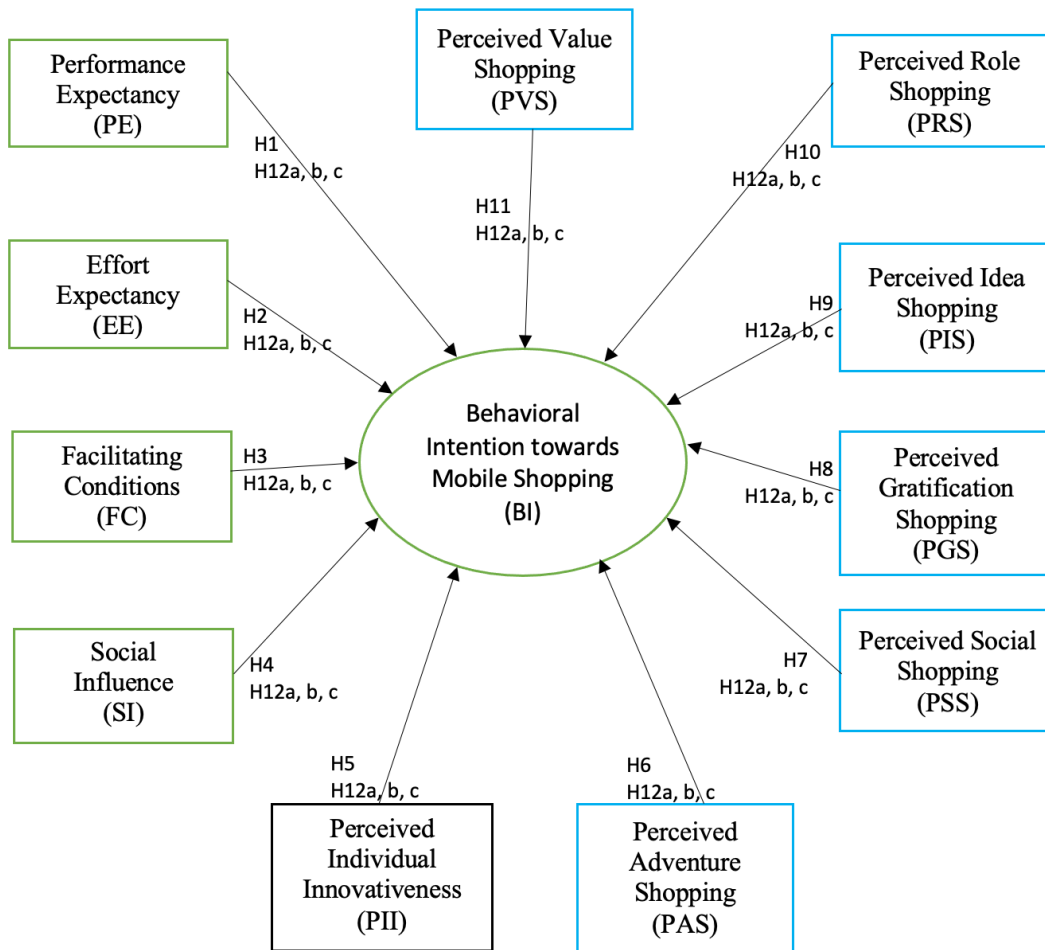 Performance
Expectancy
(PE)
Perceived Value
Shopping
(PVS)
Perceived Role
Shopping
(PRS)
H1
H12a, b, c
H11
H12a, b, c
H10
H12a, b, c
Effort
Expectancy
(EE)
H2
H12a, b, c
Perceived Idea
Shopping
(PIS)
H9
H12a, b, c
Behavioral
Intention towards
Mobile Shopping
(BI)
Facilitating
Conditions
(FC)
H3
H12a, b, c
Perceived
Gratification
Shopping
(PGS)
H8
H12a, b, c
Social
Influence
(SI)
H4
H12a, b, c
Perceived Social
Shopping
(PSS)
H7
H12a, b, c
H5
H12a, b, c
Perceived
Individual
Innovativeness
(PII)
H6
H12a, b, c
Perceived
Adventure
Shopping
(PAS)